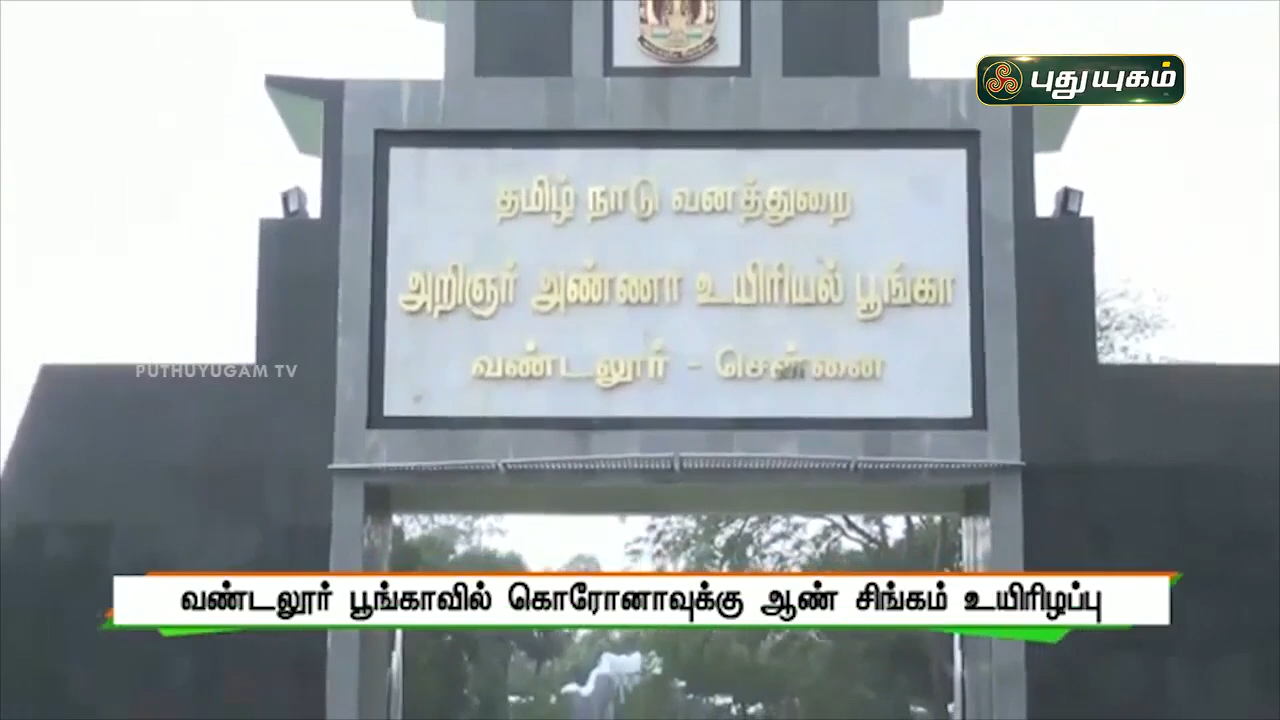 புதுயுகம்
தமிழ் நாடு வனத்துறை
அறிஞர் அண்ணா உயிரியல் பூங்கா
வண்டலூர் - சென்னை
PUTHUYUGAM TV
வண்டலூர் பூங்காவில் கொரோனாவுக்கு ஆண் சிங்கம் உயிரிழப்பு